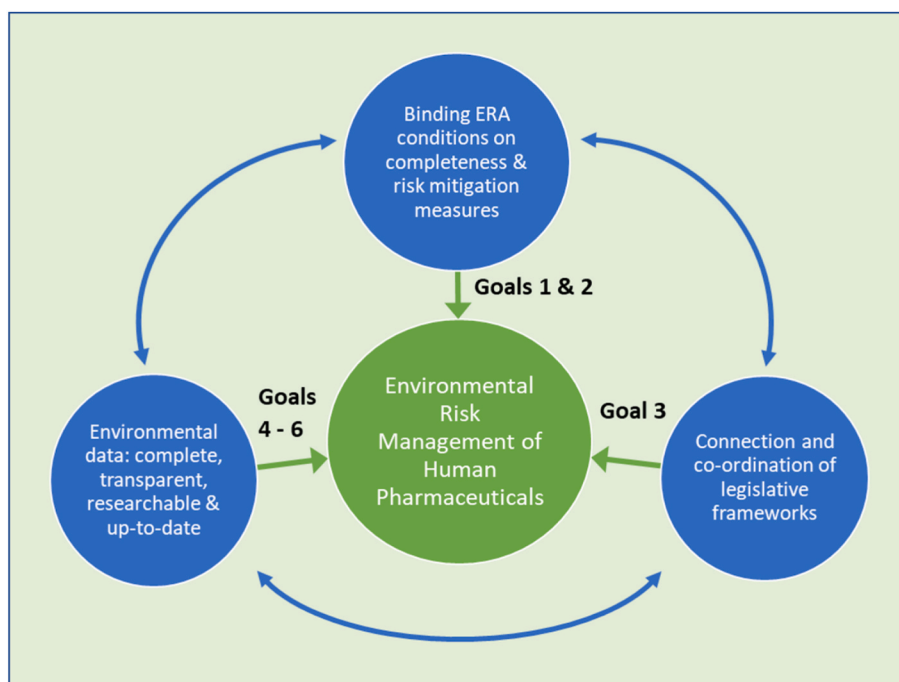 Binding ERA
conditions on
completeness &
risk mitigation
measures
Goals 1 & 2
Goals
4 - 6
Environmental
Risk
Management of
Human
Pharmaceuticals
Goal 3
Environmental
data: complete,
transparent,
researchable &
up-to-date
Connection and
co-ordination of
legislative
frameworks